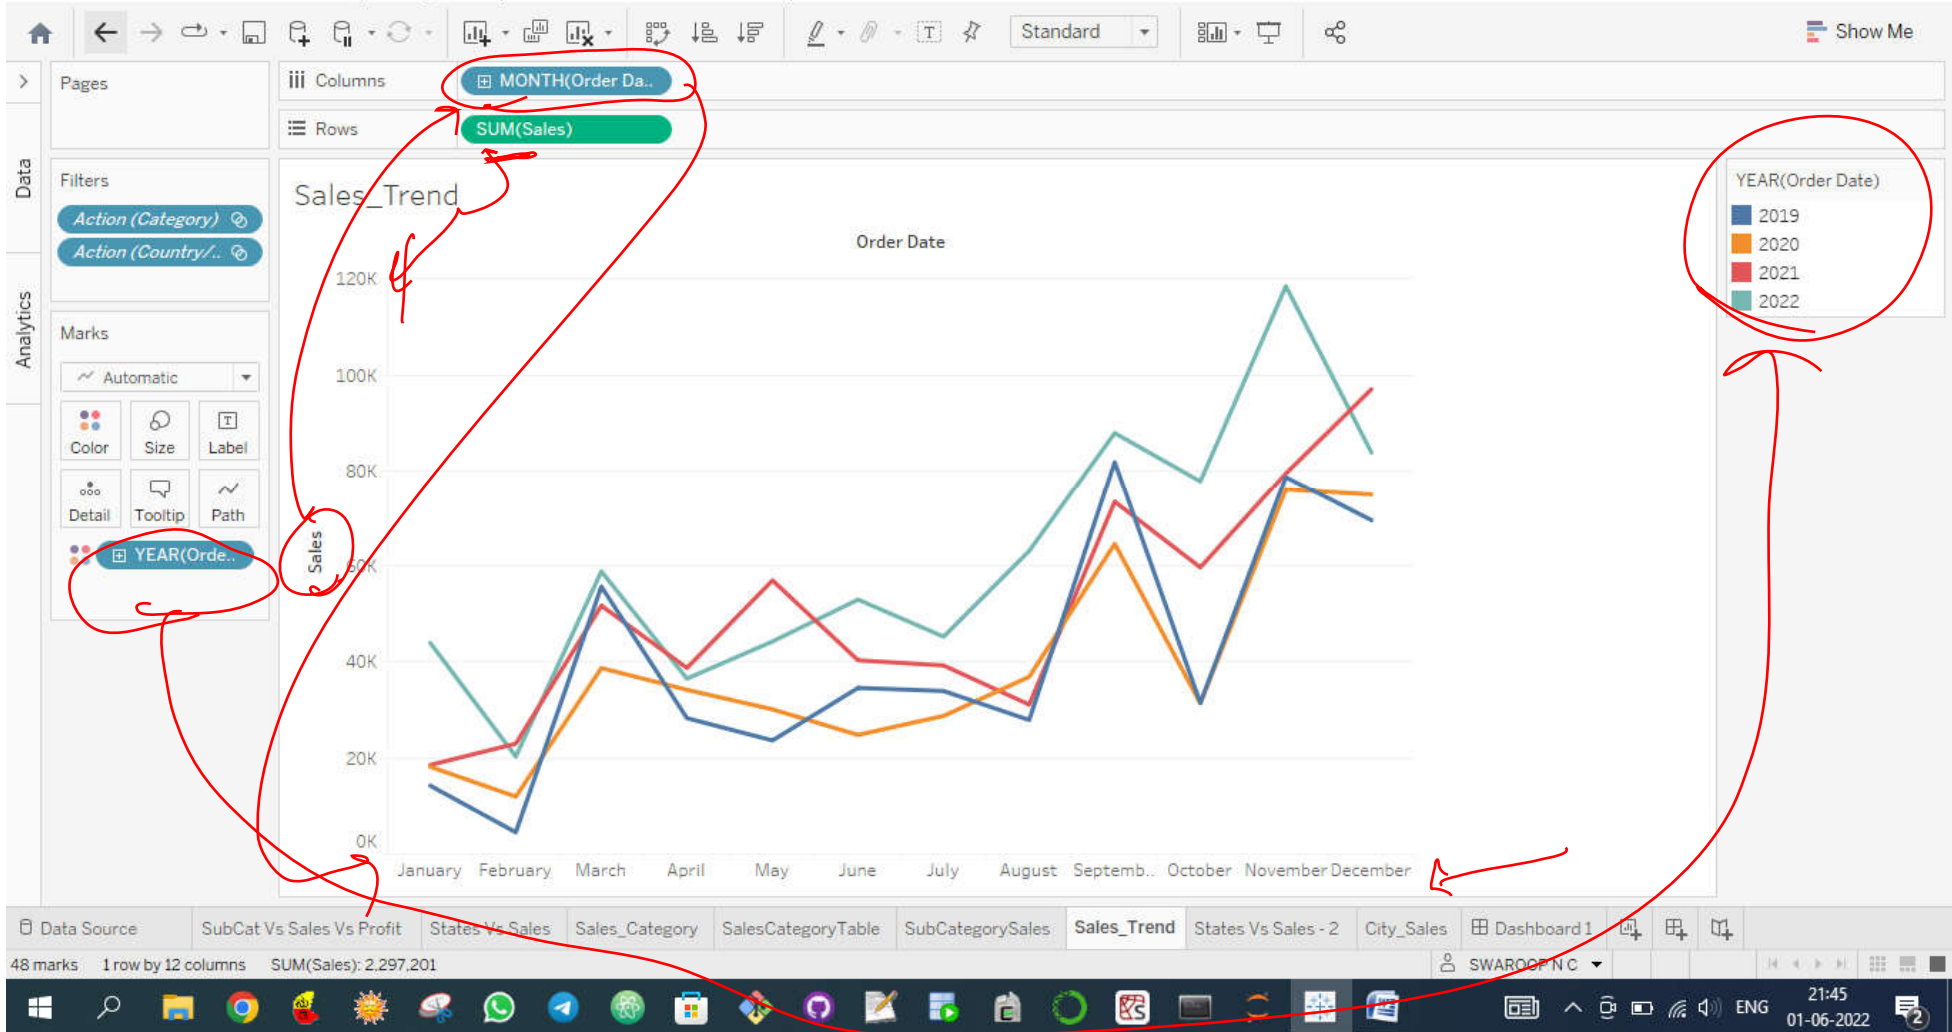 Standard
Show Me
Pages
Columns
MONTH(Order Da..
Rows
SUM(Sales)
Data
Analytics
Filters
Action (Category)
Action (Country/..
Marks
Automatic
Color
Size
Label
Detail
Tooltip
Path
YEAR(Orde..
Sales_Trend
Order Date
Sales
120K
100K
80K
60K
40K
20K
0K
January February March April May June July August Septemb.. October November December
YEAR(Order Date)
2019
2020
2021
2022
Data Source SubCat Vs Sales Vs Profit States Vs Sales Sales_Category SalesCategoryTable SubCategorySales Sales_Trend States Vs Sales - 2 City_Sales Dashboard 1
48 marks 1 row by 12 columns SUM(Sales): 2,297,201 SWAROOP N C
ENG 21:45
01-06-2022
2